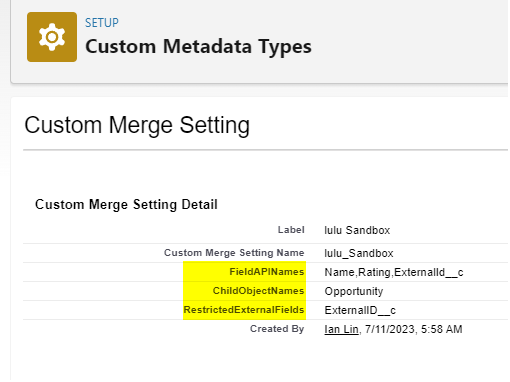 SETUP
Custom Metadata Types
Custom Merge Setting
Custom Merge Setting Detail
Label lulu Sandbox
Custom Merge Setting Name lulu_Sandbox
FieldAPINames Name,Rating,ExternalId__c
ChildObjectNames Opportunity
RestrictedExternalFields ExternalID__c
Created By Ian Lin, 7/11/2023, 5:58 AM